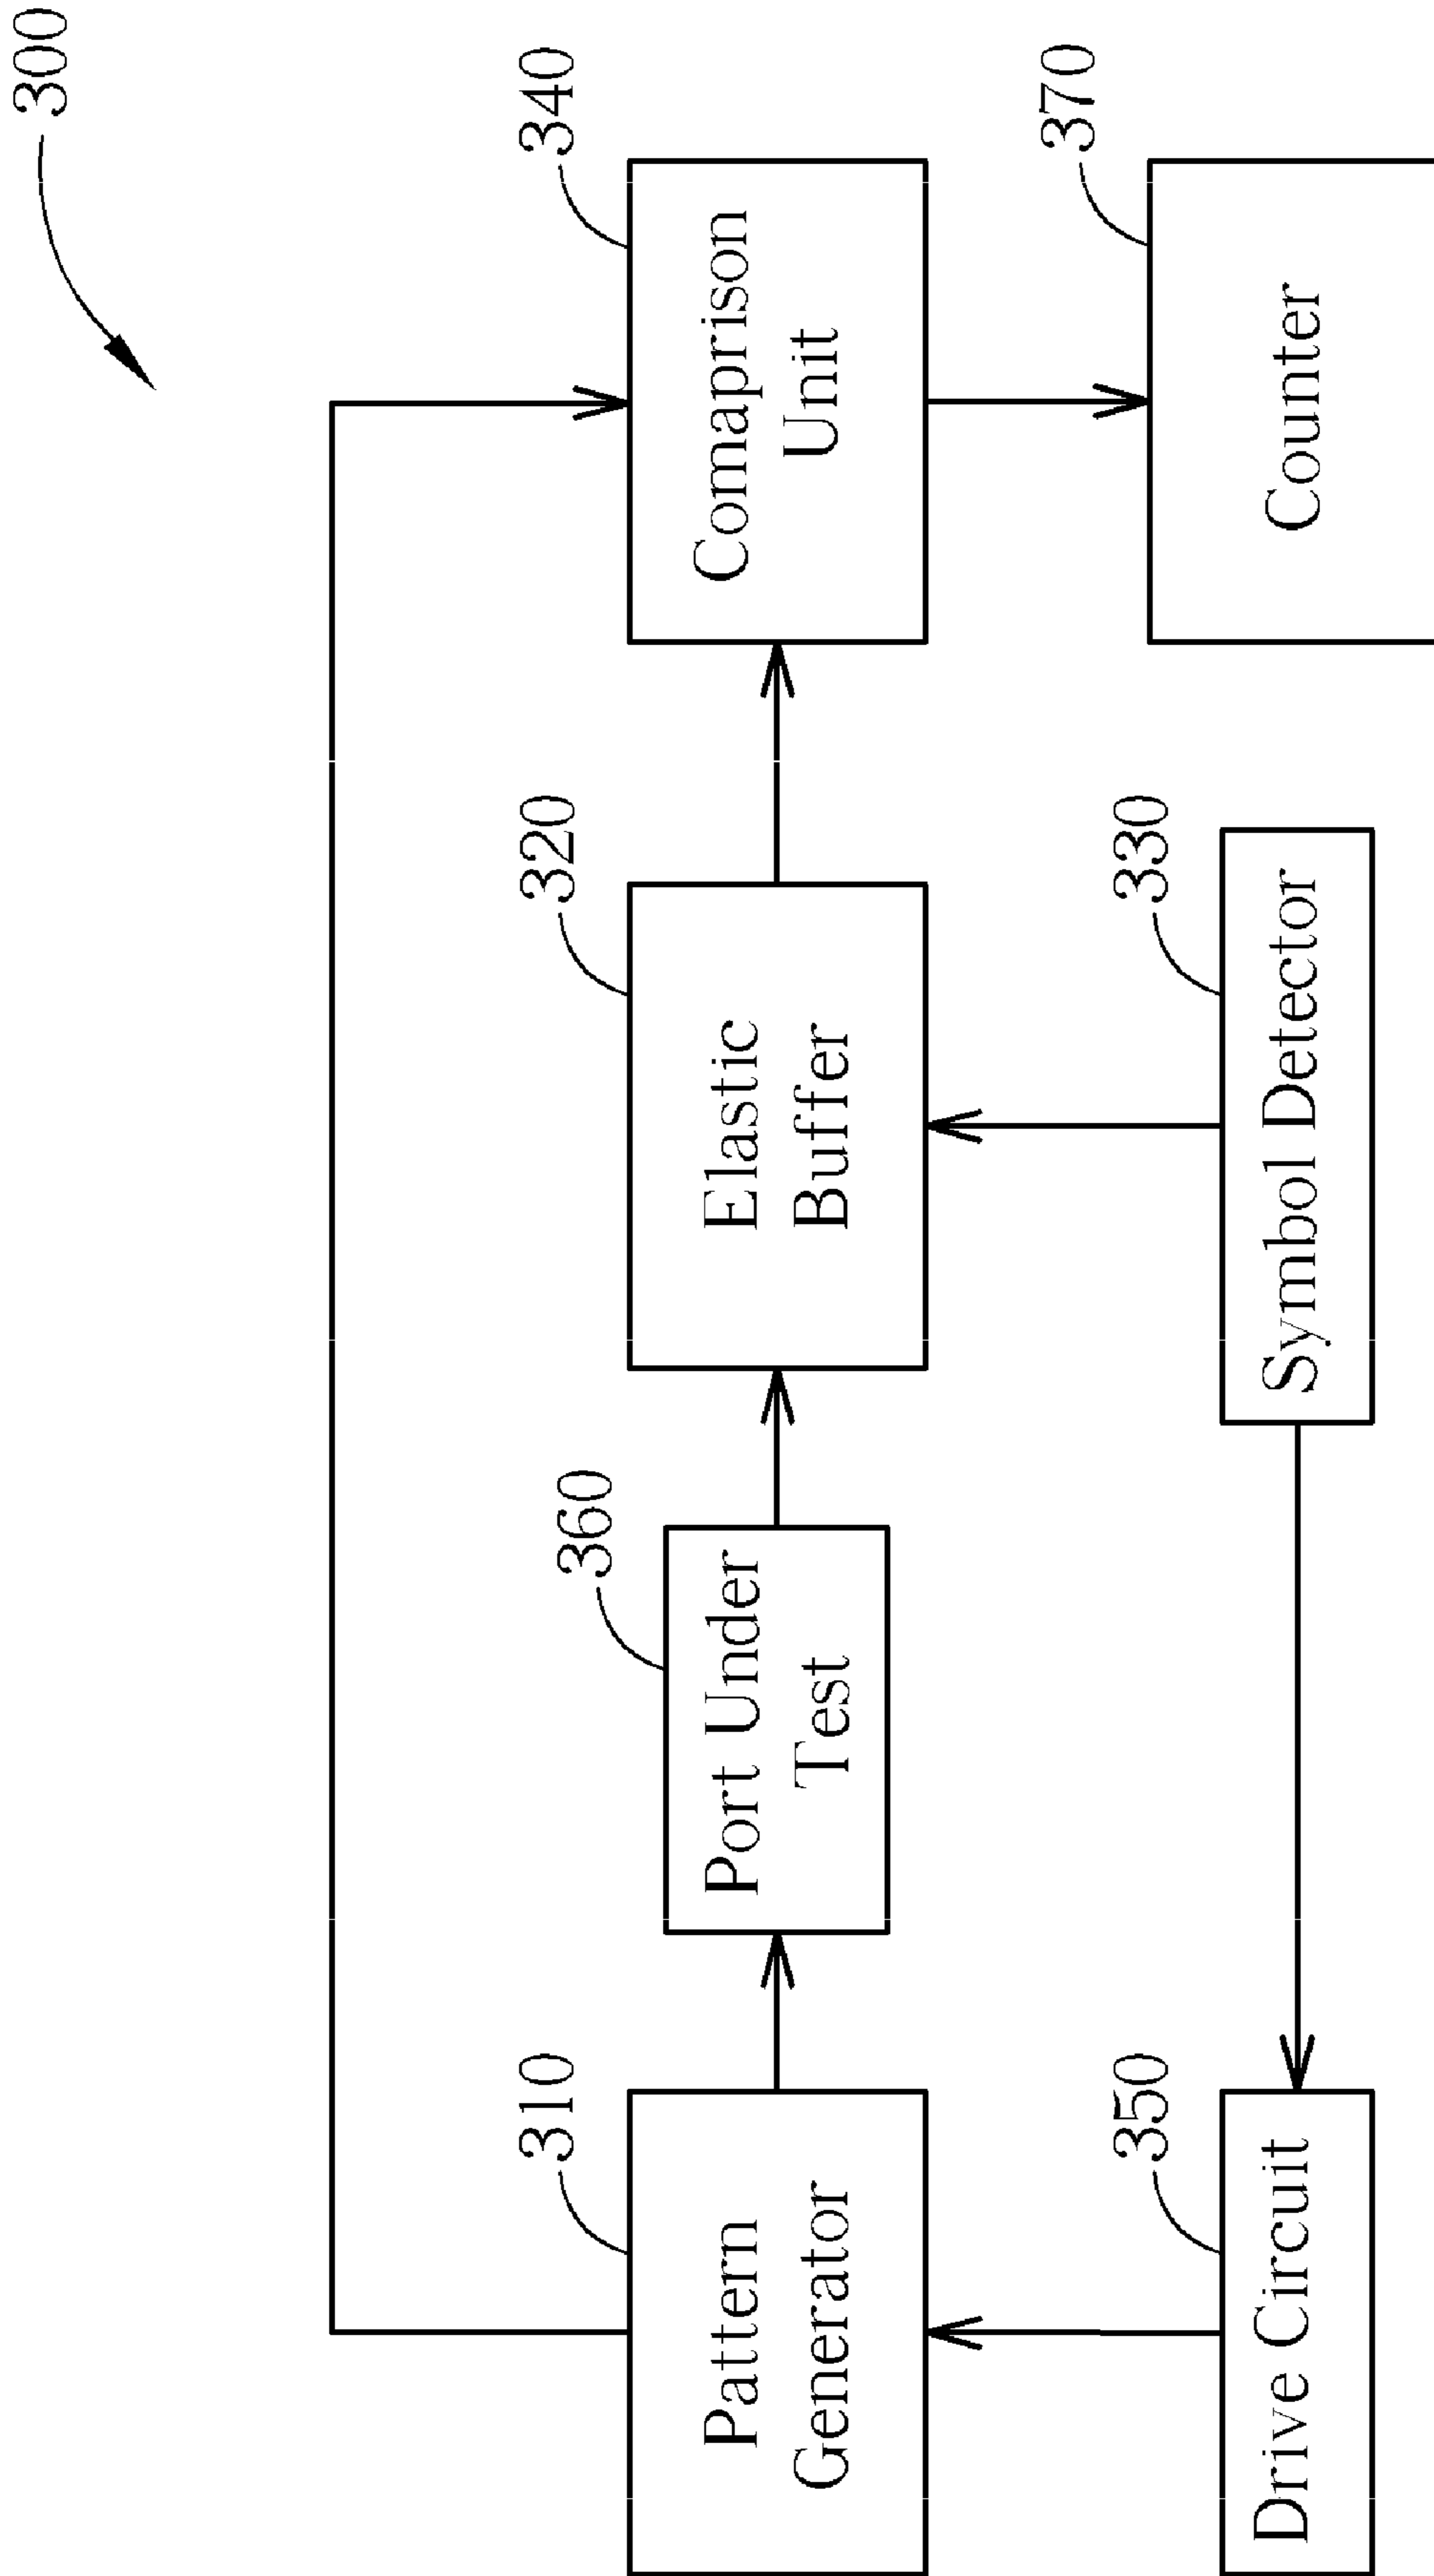 300
310
Pattern
Generator
360
Port Under
Test
320
Elastic
Buffer
340
Comaprison
Unit
350
Drive Circuit
330
Symbol Detector
370
Counter